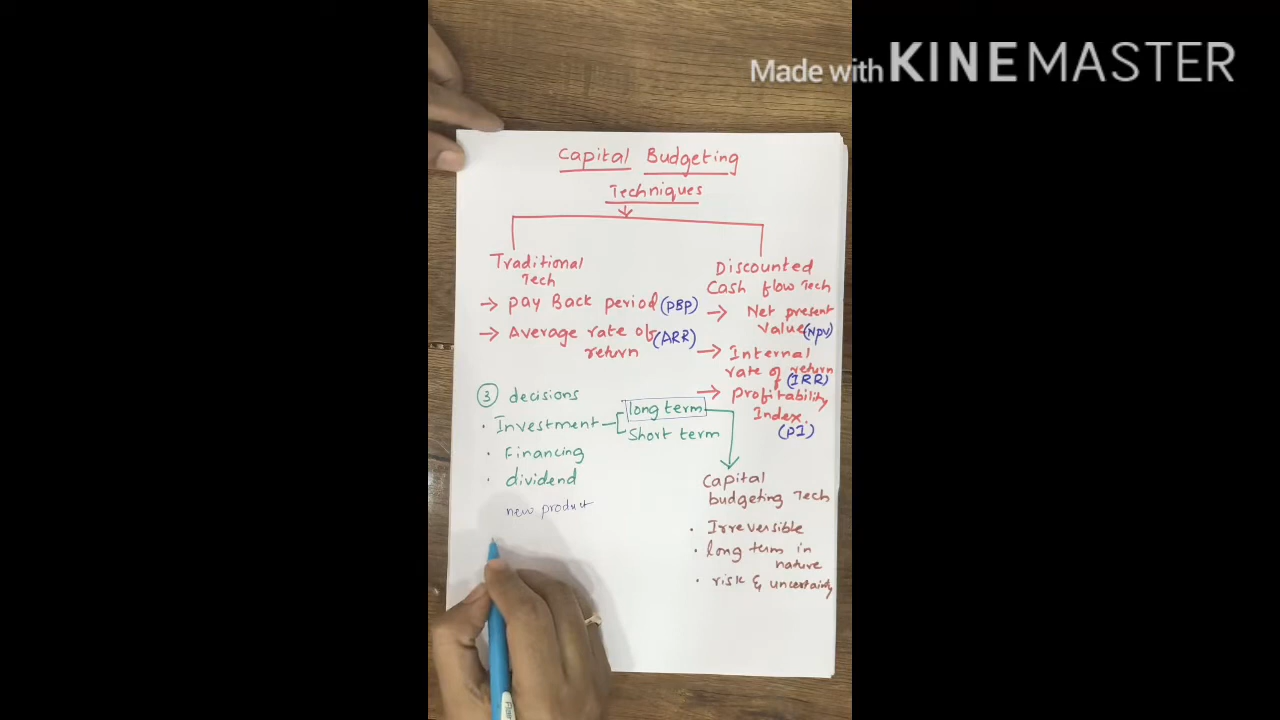 Made with KINEMASTER
Capital Budgeting
Techniques
Traditional
Tech
→ pay Back period (PBP)
→ Average rate of (ARR)
return
Discounted
Cash flow Tech
→ Net present
Value (NPV)
→ Internal
rate of return
(IRR)
→ profitability
Index.
(PI)
③ decisions
· Investment
long term
Short term
· Financing
· dividend
new product
Capital
budgeting Tech
· Irreversible
· long term in
nature
· risk & uncertainty
Flair